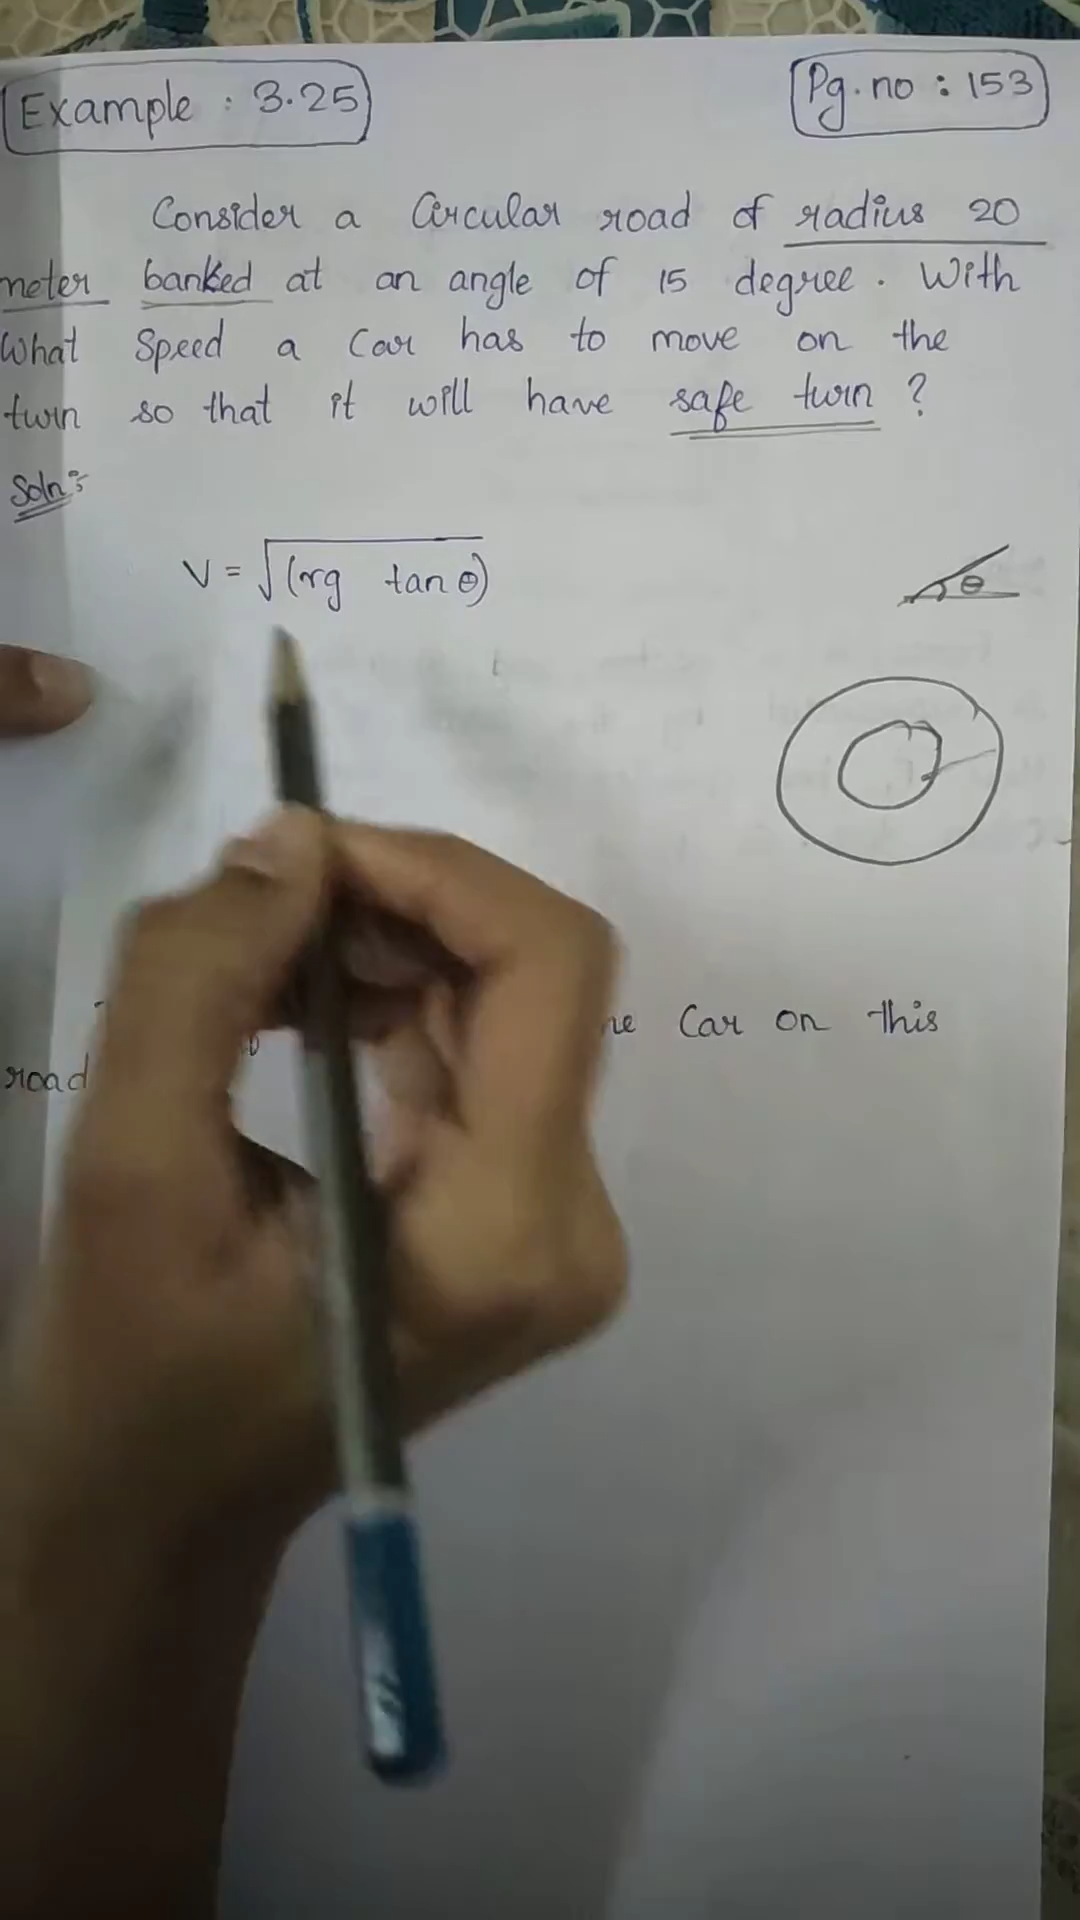 Example : 3.25
Pg.no : 153
Consider a Circular road of radius 20
meter banked at an angle of 15 degree. With
What Speed a Car has to move on the
turn so that it will have safe turn ?
Soln:
V = √(rg tan θ)
θ
Car on this
road